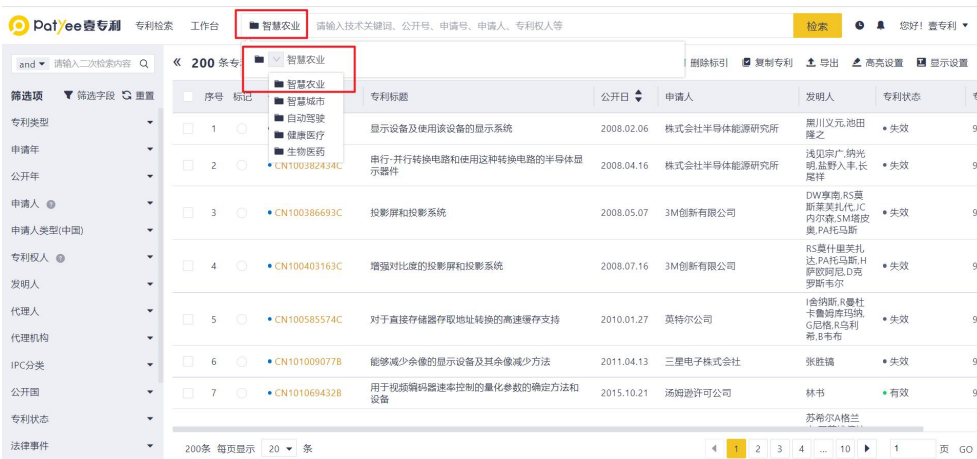 PatYee壹专利 专利检索 工作台 智慧农业 请输入技术关键词、公开号、申请号、申请人、专利权人等 检索 您好！壹专利
and 请输入二次检索内容 200 条专 智慧农业 删除标引 复制专利 导出 高亮设置 显示设置
智慧农业
智慧城市
自动驾驶
健康医疗
生物医药
筛选项 筛选字段 重置
专利类型
申请年
公开年
申请人
申请人类型(中国)
专利权人
发明人
代理人
代理机构
IPC分类
公开国
专利状态
法律事件
序号 标记 专利标题 公开日 申请人 发明人 专利状态
1 显示设备及使用该设备的显示系统 2008.02.06 株式会社半导体能源研究所 黑川义元,池田隆之 失效
2 CN100382434C 串行-并行转换电路和使用这种转换电路的半导体显示器件 2008.04.16 株式会社半导体能源研究所 浅见宗广,纳光明,盐野入丰,长尾祥 失效
3 CN100386693C 投影屏和投影系统 2008.05.07 3M创新有限公司 DW享南,RS莫斯莱芙扎代,JC内尔森,SM塔皮奥,PA托马斯 失效
4 CN100403163C 增强对比度的投影屏和投影系统 2008.07.16 3M创新有限公司 RS莫什里芙扎达,PA托马斯,H萨欧阿尼,D克罗斯韦尔 失效
5 CN100585574C 对于直接存储器存取地址转换的高速缓存支持 2010.01.27 英特尔公司 I舍纳斯,R曼杜卡鲁姆库玛纳,G尼格,R乌利希,B韦布 失效
6 CN101009077B 能够减少余像的显示设备及其余像减少方法 2011.04.13 三星电子株式会社 张胜镐 失效
7 CN101069432B 用于视频编码器速率控制的量化参数的确定方法和设备 2015.10.21 汤姆逊许可公司 林书 有效
苏希尔A格兰
200条 每页显示 20 条 1 2 3 4 ... 10 1 页 GO